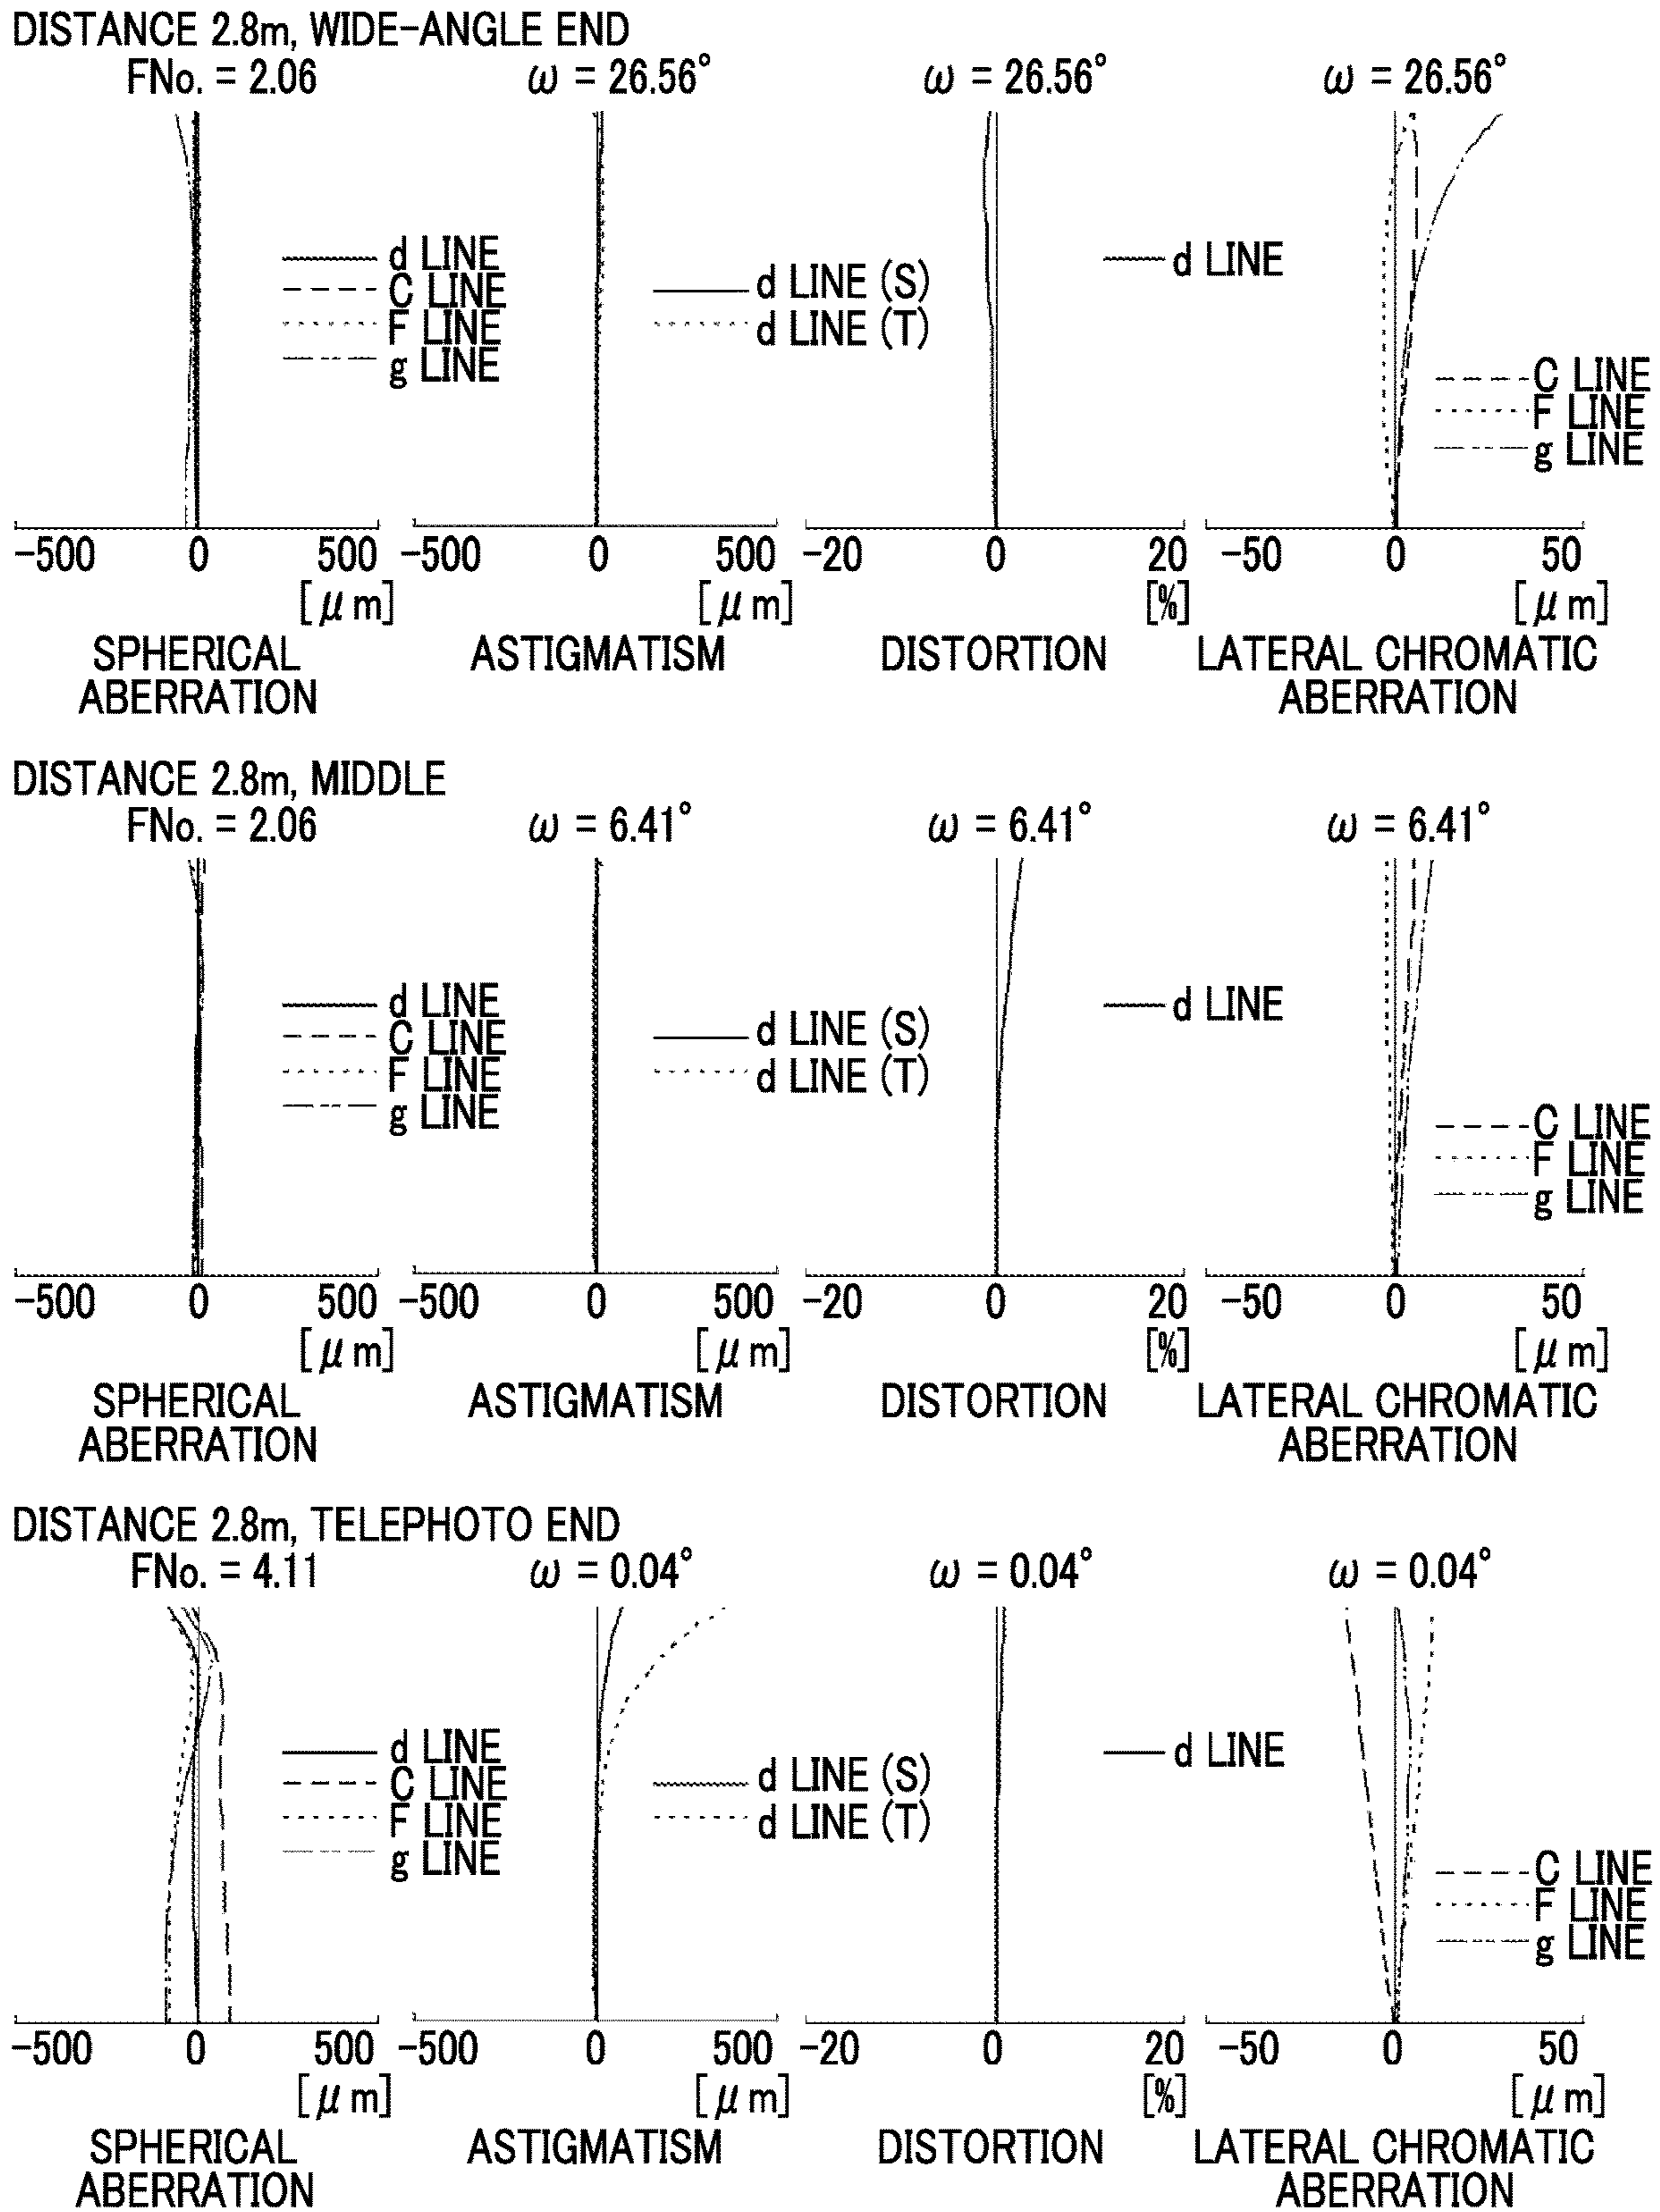 DISTANCE 2.8m, WIDE-ANGLE END
FNo. = 2.06
ω = 26.56°
ω = 26.56°
ω = 26.56°
d LINE
C LINE
F LINE
g LINE
d LINE (S)
d LINE (T)
d LINE
C LINE
F LINE
g LINE
-500 0 500
[μm]
-500 0 500
[μm]
-20 0 20
[%]
-50 0 50
[μm]
SPHERICAL
ABERRATION
ASTIGMATISM
DISTORTION
LATERAL CHROMATIC
ABERRATION
DISTANCE 2.8m, MIDDLE
FNo. = 2.06
ω = 6.41°
ω = 6.41°
ω = 6.41°
d LINE
C LINE
F LINE
g LINE
d LINE (S)
d LINE (T)
d LINE
C LINE
F LINE
g LINE
-500 0 500
[μm]
-500 0 500
[μm]
-20 0 20
[%]
-50 0 50
[μm]
SPHERICAL
ABERRATION
ASTIGMATISM
DISTORTION
LATERAL CHROMATIC
ABERRATION
DISTANCE 2.8m, TELEPHOTO END
FNo. = 4.11
ω = 0.04°
ω = 0.04°
ω = 0.04°
d LINE
C LINE
F LINE
g LINE
d LINE (S)
d LINE (T)
d LINE
C LINE
F LINE
g LINE
-500 0 500
[μm]
-500 0 500
[μm]
-20 0 20
[%]
-50 0 50
[μm]
SPHERICAL
ABERRATION
ASTIGMATISM
DISTORTION
LATERAL CHROMATIC
ABERRATION